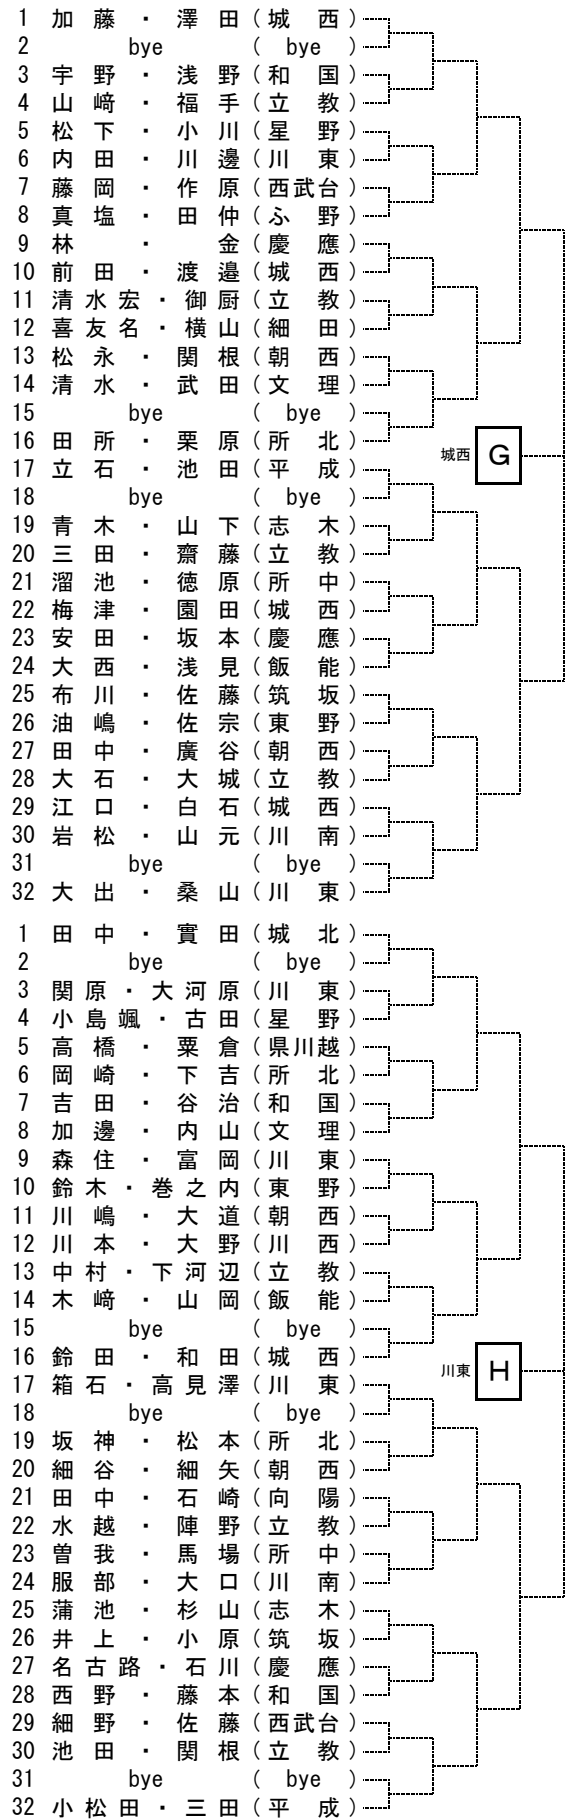 1 加藤・澤田(城西)
2 bye (bye)
3 宇野・浅野(和国)
4 山﨑・福手(立教)
5 松下・小川(星野)
6 内田・川邊(川東)
7 藤岡・作原(西武台)
8 真塩・田仲(ふ野)
9 林・金(慶應)
10 前田・渡邉(城西)
11 清水宏・御厨(立教)
12 喜友名・横山(細田)
13 松永・関根(朝西)
14 清水・武田(文理)
15 bye (bye)
16 田所・栗原(所北)
城西 G
17 立石・池田(平成)
18 bye (bye)
19 青木・山下(志木)
20 三田・齋藤(立教)
21 溜池・徳原(所中)
22 梅津・園田(城西)
23 安田・坂本(慶應)
24 大西・浅見(飯能)
25 布川・佐藤(筑坂)
26 油嶋・佐宗(東野)
27 田中・廣谷(朝西)
28 大石・大城(立教)
29 江口・白石(城西)
30 岩松・山元(川南)
31 bye (bye)
32 大出・桑山(川東)
1 田中・實田(城北)
2 bye (bye)
3 関原・大河原(川東)
4 小島颯・古田(星野)
5 高橋・粟倉(県川越)
6 岡崎・下吉(所北)
7 吉田・谷治(和国)
8 加邊・内山(文理)
9 森住・富岡(川東)
10 鈴木・巻之内(東野)
11 川嶋・大道(朝西)
12 川本・大野(川西)
13 中村・下河辺(立教)
14 木﨑・山岡(飯能)
15 bye (bye)
16 鈴田・和田(城西)
川東 H
17 箱石・高見澤(川東)
18 bye (bye)
19 坂神・松本(所北)
20 細谷・細矢(朝西)
21 田中・石崎(向陽)
22 水越・陣野(立教)
23 曽我・馬場(所中)
24 服部・大口(川南)
25 蒲池・杉山(志木)
26 井上・小原(筑坂)
27 名古路・石川(慶應)
28 西野・藤本(和国)
29 細野・佐藤(西武台)
30 池田・関根(立教)
31 bye (bye)
32 小松田・三田(平成)